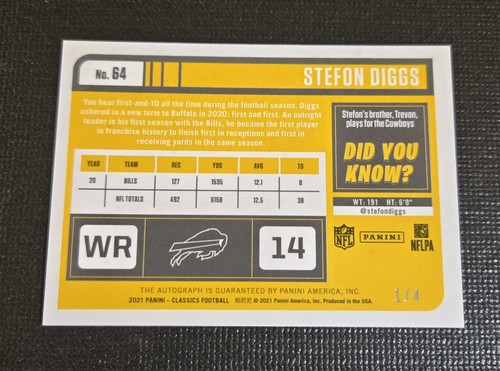 No. 64
STEFON DIGGS
You hear first-and-10 all the time during the football season. Diggs
ushered in a new term to Buffalo in 2020: first and first. An outright
leader in his first season with the Bills, he became the first player
in franchise history to finish first in receptions and first in
receiving yards in the same season.
Stefon's brother, Trevon,
plays for the Cowboys
DID YOU
KNOW?
YEAR TEAM REC YDS AVG TD
20 BILLS 127 1535 12.1 8
NFL TOTALS 492 6158 12.5 38
WT: 191 HT: 6'0"
@stefondiggs
WR
14
NFL PANINI NFLPA
THE AUTOGRAPH IS GUARANTEED BY PANINI AMERICA, INC.
2021 PANINI – CLASSICS FOOTBALL 帕尼尼 © 2021 Panini America, Inc. Produced in the USA.
1/4